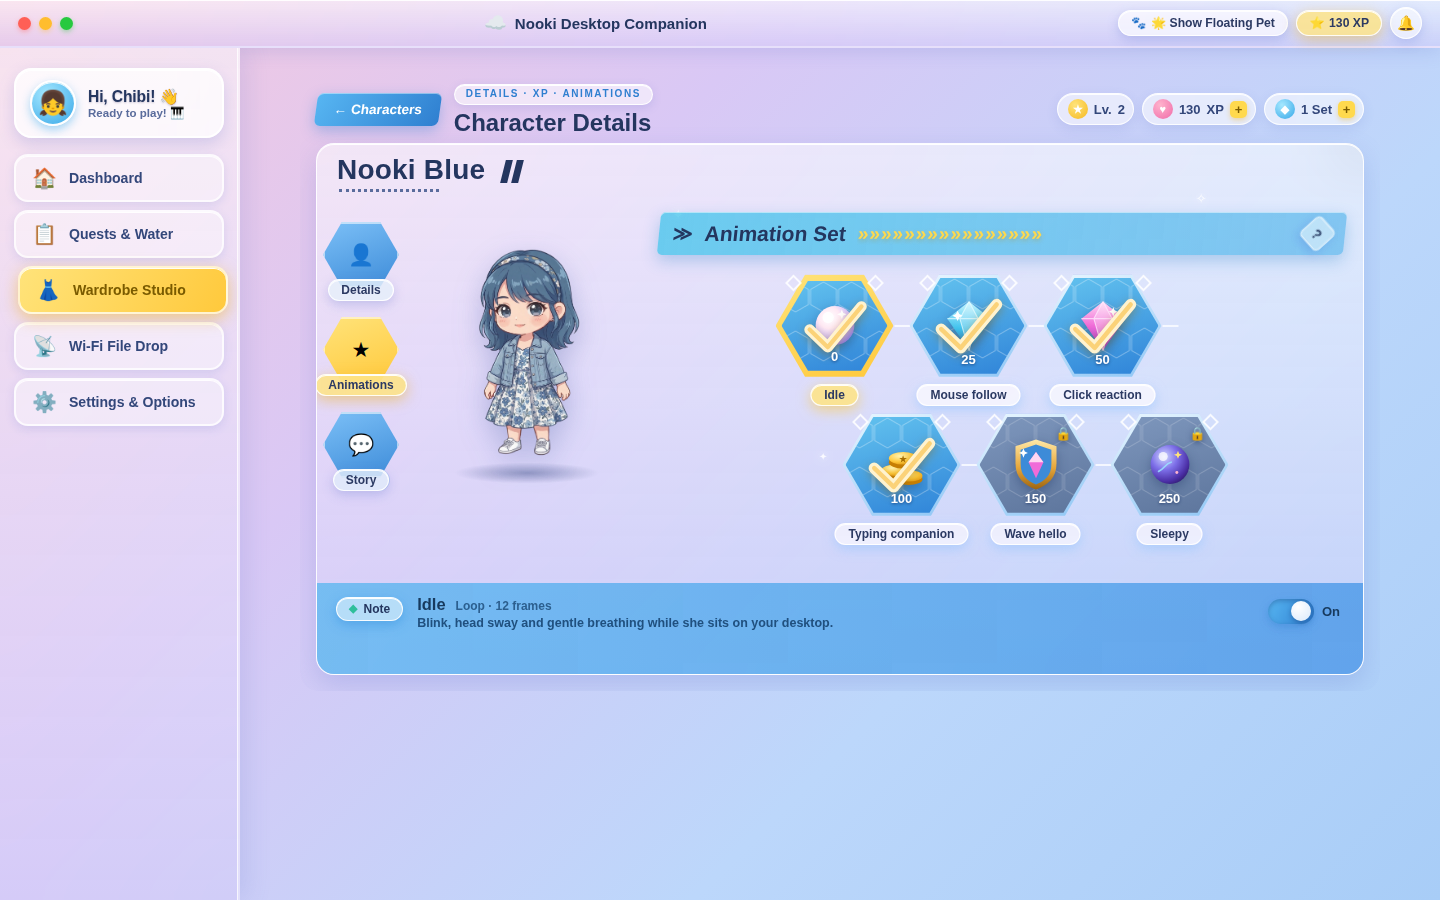 Nooki Desktop Companion
Show Floating Pet
130 XP
Hi, Chibi!
Ready to play!
Dashboard
Quests & Water
Wardrobe Studio
Wi-Fi File Drop
Settings & Options
← Characters
DETAILS · XP · ANIMATIONS
Character Details
Lv. 2
130 XP +
1 Set +
Nooki Blue
Details
Animations
Story
Animation Set »»»»»»»»»»»»»»»»
0
25
50
Idle
Mouse follow
Click reaction
100
150
250
Typing companion
Wave hello
Sleepy
Note
Idle Loop · 12 frames
Blink, head sway and gentle breathing while she sits on your desktop.
On